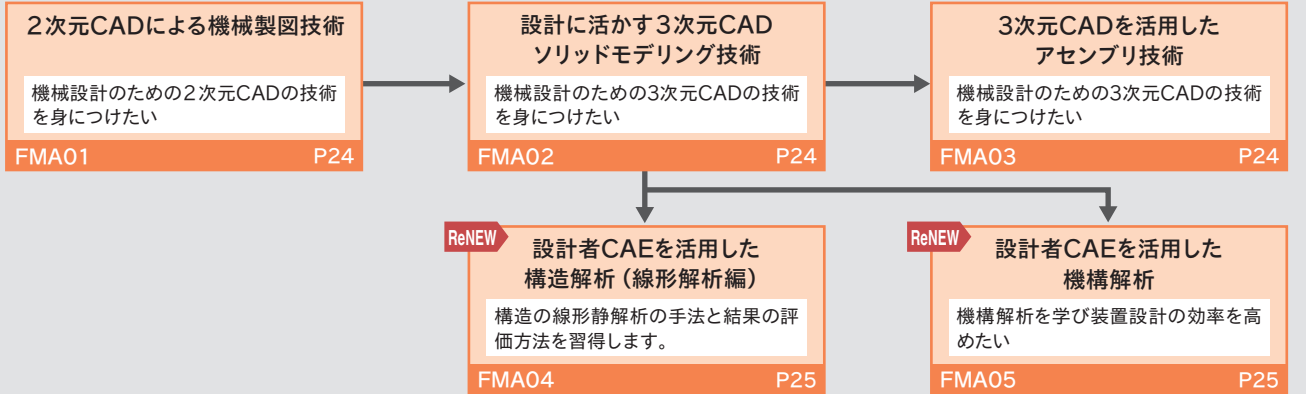 2次元CADによる機械製図技術
機械設計のための2次元CADの技術
を身につけたい
FMA01
P24
設計に活かす3次元CAD
ソリッドモデリング技術
機械設計のための3次元CADの技術
を身につけたい
FMA02
P24
3次元CADを活用した
アセンブリ技術
機械設計のための3次元CADの技術
を身につけたい
FMA03
P24
ReNEW
設計者CAEを活用した
構造解析（線形解析編）
構造の線形静解析の手法と結果の評
価方法を習得します。
FMA04
P25
ReNEW
設計者CAEを活用した
機構解析
機構解析を学び装置設計の効率を高
めたい
FMA05
P25